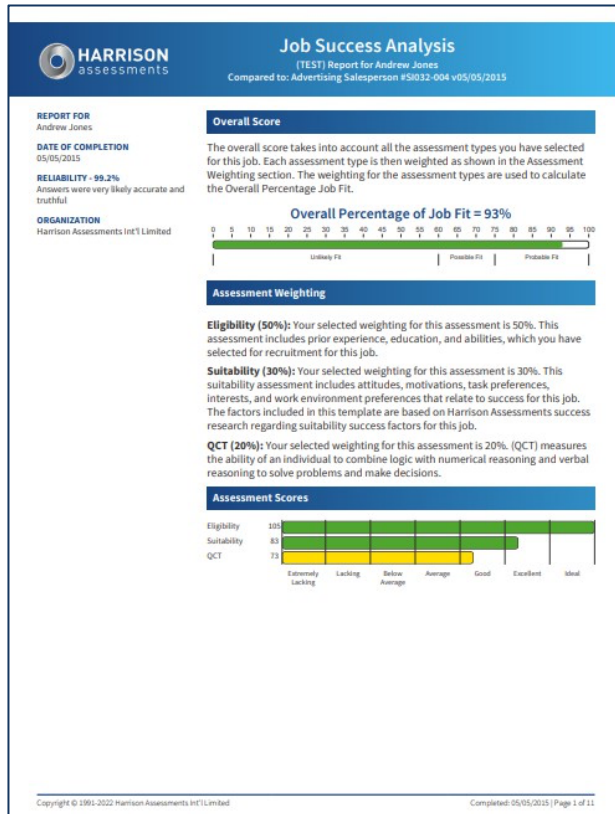 HARRISON
assessments
Job Success Analysis
(TEST) Report for Andrew Jones
Compared to: Advertising Salesperson #SI032-004 v05/05/2015
REPORT FOR
Andrew Jones
DATE OF COMPLETION
05/05/2015
RELIABILITY - 99.2%
Answers were very likely accurate and
truthful
ORGANIZATION
Harrison Assessments Int'l Limited
Overall Score
The overall score takes into account all the assessment types you have selected
for this job. Each assessment type is then weighted as shown in the Assessment
Weighting section. The weighting for the assessment types are used to calculate
the Overall Percentage Job Fit.
Overall Percentage of Job Fit = 93%
0 5 10 15 20 25 30 35 40 45 50 55 60 65 70 75 80 85 90 95 100
Unlikely Fit Possible Fit Probable Fit
Assessment Weighting
Eligibility (50%): Your selected weighting for this assessment is 50%. This
assessment includes prior experience, education, and abilities, which you have
selected for recruitment for this job.
Suitability (30%): Your selected weighting for this assessment is 30%. This
suitability assessment includes attitudes, motivations, task preferences,
interests, and work environment preferences that relate to success for this job.
The factors included in this template are based on Harrison Assessments success
research regarding suitability success factors for this job.
QCT (20%): Your selected weighting for this assessment is 20%. (QCT) measures
the ability of an individual to combine logic with numerical reasoning and verbal
reasoning to solve problems and make decisions.
Assessment Scores
Eligibility 105
Suitability 83
QCT 73
Extremely Lacking Below Average Good Excellent Ideal
Lacking Average
Copyright © 1991-2022 Harrison Assessments Int'l Limited
Completed: 05/05/2015 | Page 1 of 11